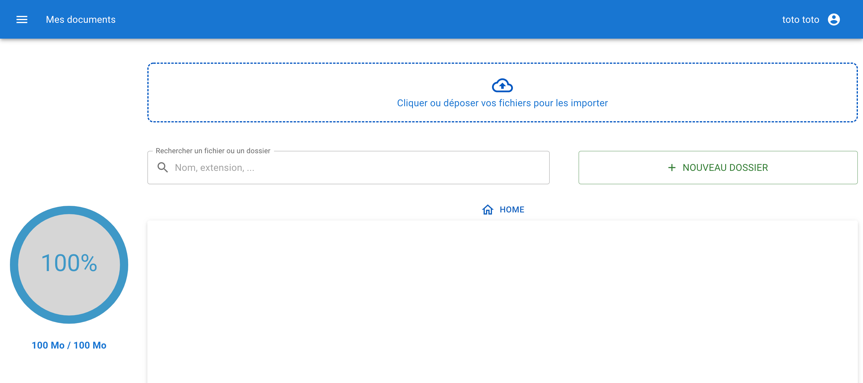 Mes documents
toto toto
Cliquer ou déposer vos fichiers pour les importer
Rechercher un fichier ou un dossier
Nom, extension, ...
+ NOUVEAU DOSSIER
HOME
100%
100 Mo / 100 Mo